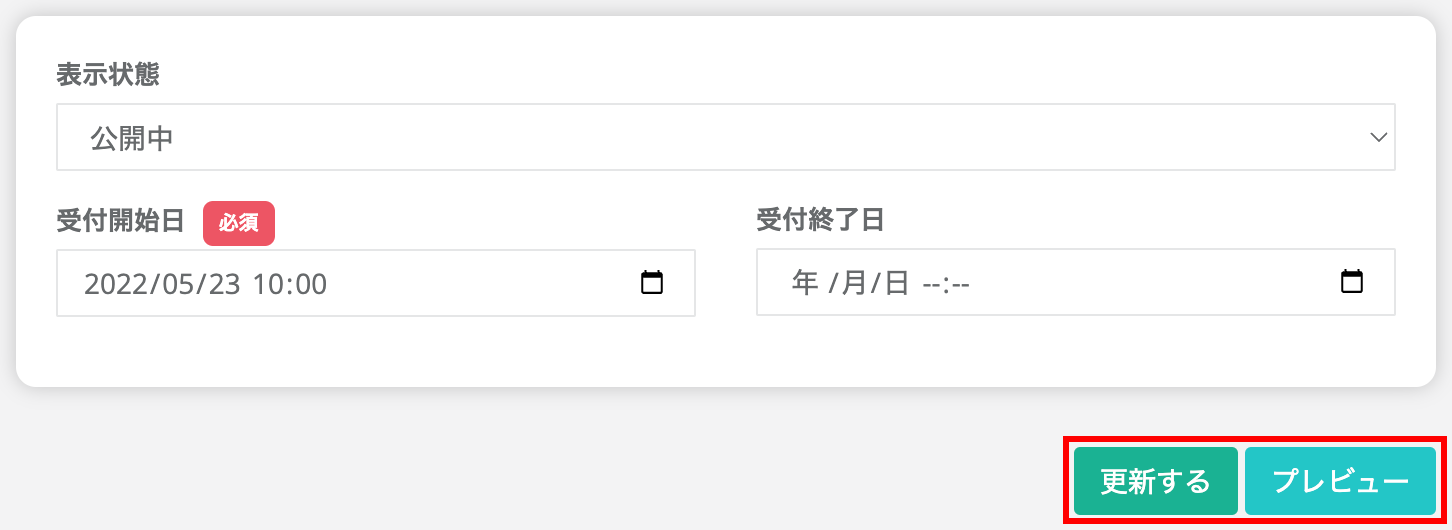 表示状態
公開中
受付開始日 必須
受付終了日
2022/05/23 10:00
年 /月/日 --:--
更新する プレビュー